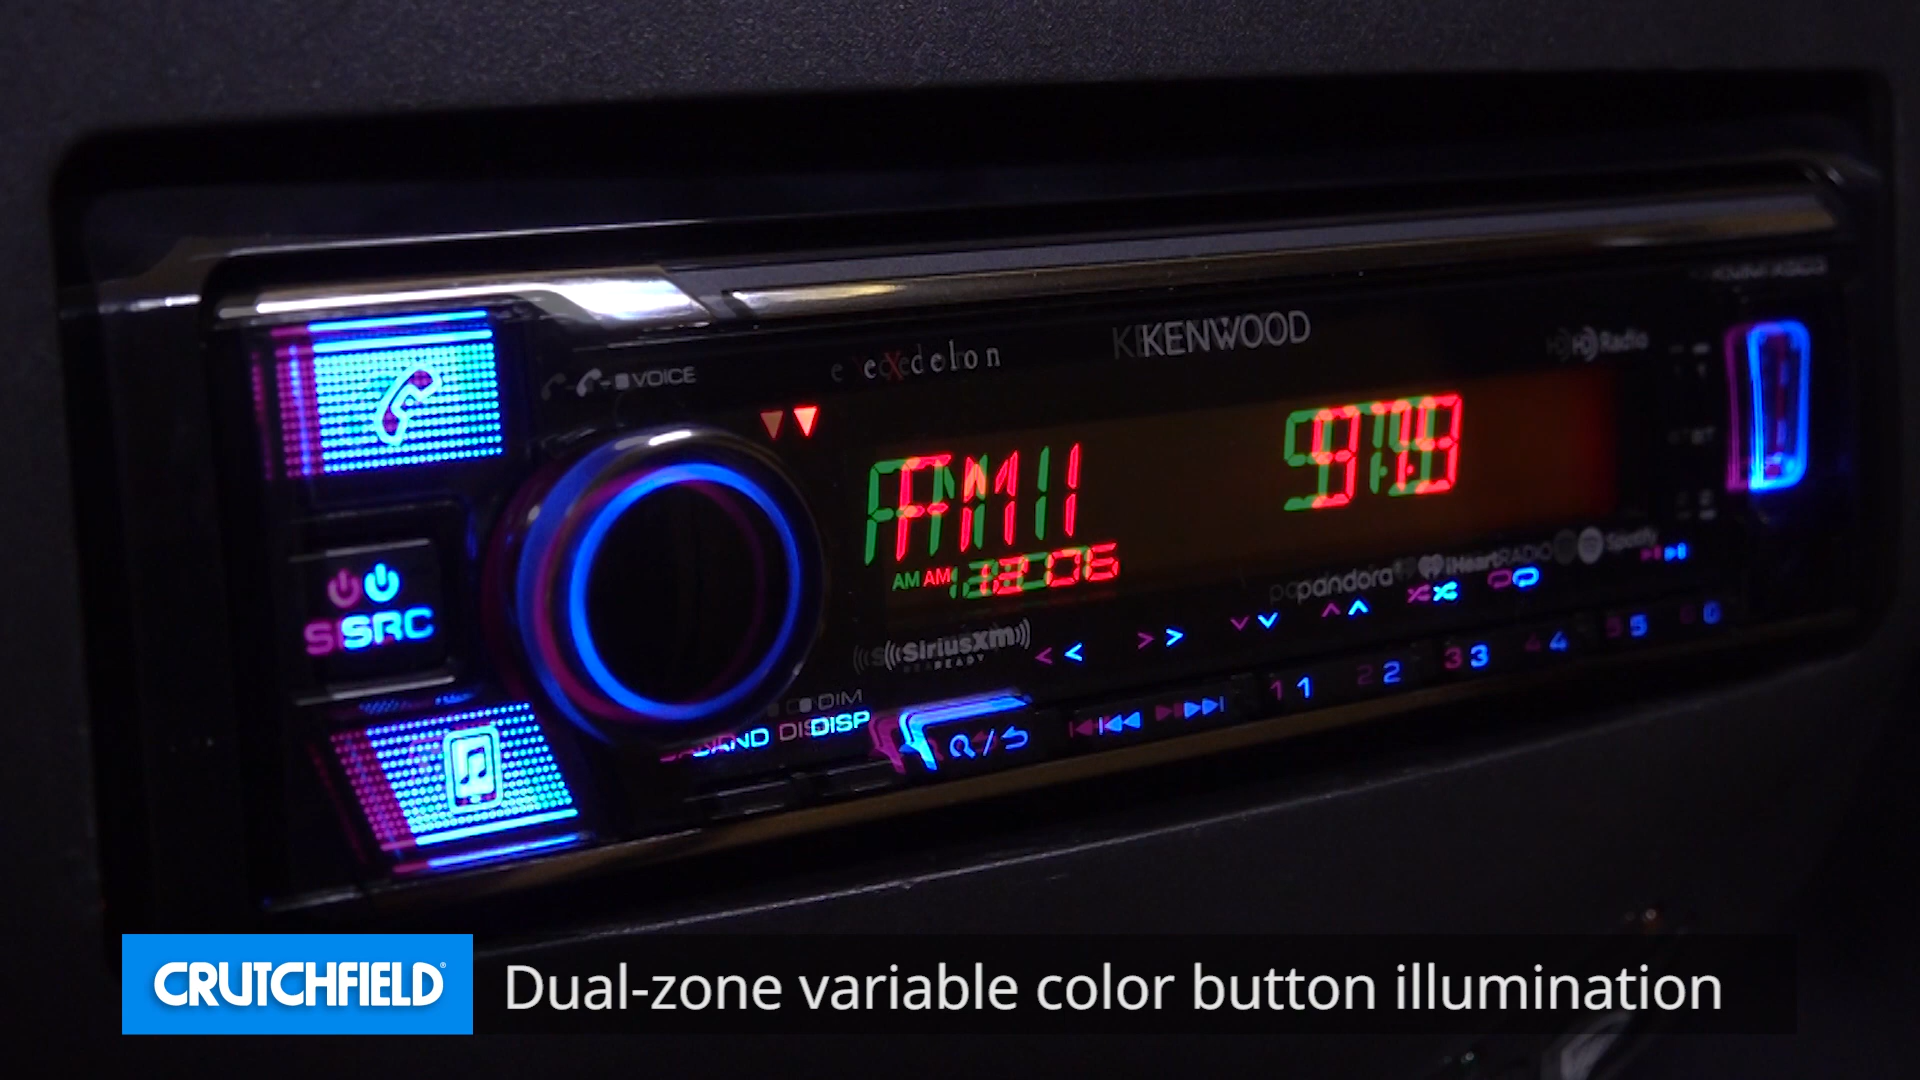 VOICE
eXcelon
KENWOOD
HD Radio
FM1
97.9
AM 12:05
SRC
SiriusXM
READY
pandora
iHeartRADIO
Spotify
DIM
BAND
DISP
1 2 3 4 5 6
CRUTCHFIELD
Dual-zone variable color button illumination